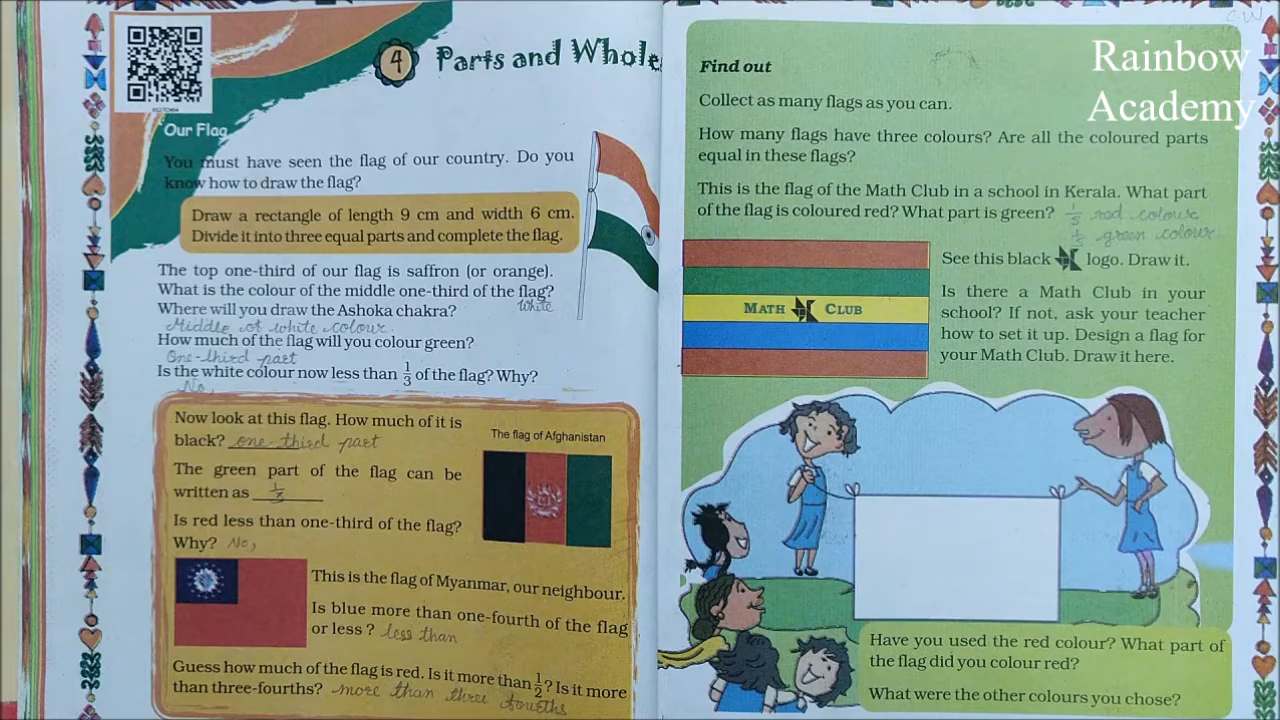 4 Parts and Whole
Our Flag
You must have seen the flag of our country. Do you
know how to draw the flag?
Draw a rectangle of length 9 cm and width 6 cm.
Divide it into three equal parts and complete the flag.
The top one-third of our flag is saffron (or orange).
What is the colour of the middle one-third of the flag?
white
Where will you draw the Ashoka chakra?
Middle of white colour.
How much of the flag will you colour green?
One-third part
Is the white colour now less than 1/3 of the flag? Why?
No,
Now look at this flag. How much of it is
black? one-third part
The green part of the flag can be
written as 1/3
Is red less than one-third of the flag?
Why? No,
The flag of Afghanistan
This is the flag of Myanmar, our neighbour.
Is blue more than one-fourth of the flag
or less? less than
Guess how much of the flag is red. Is it more than 1/2? Is it more
than three-fourths? more than three fourths
C.W
Rainbow
Academy
Find out
Collect as many flags as you can.
How many flags have three colours? Are all the coloured parts
equal in these flags?
This is the flag of the Math Club in a school in Kerala. What part
of the flag is coloured red? What part is green? 1/5 red colour
1/5 green colour
MATH CLUB
See this black logo. Draw it.
Is there a Math Club in your
school? If not, ask your teacher
how to set it up. Design a flag for
your Math Club. Draw it here.
Have you used the red colour? What part of
the flag did you colour red?
What were the other colours you chose?